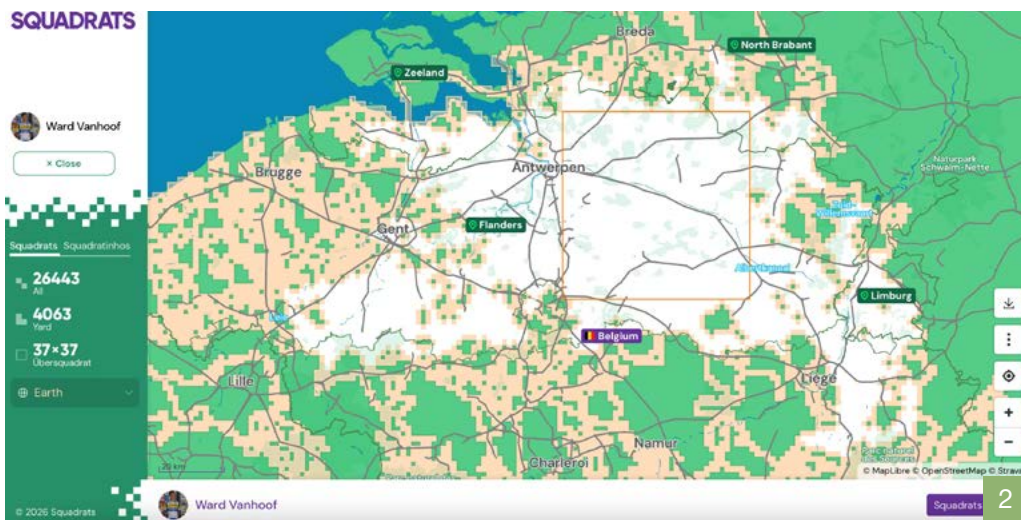 SQUADRATS
Ward Vanhoof
× Close
Squadrats Squadratinhos
26443
All
4063
Yard
37×37
Übersquadrat
Earth
© 2026 Squadrats
Breda
North Brabant
Zeeland
Antwerpen
Brugge
Naturpark
Schwalm-Nette
Flanders
Gent
Limburg
Belgium
Liège
Lille
Namur
Charleroi
20 km
© MapLibre © OpenStreetMap © Strava
Ward Vanhoof
Squadrats
2